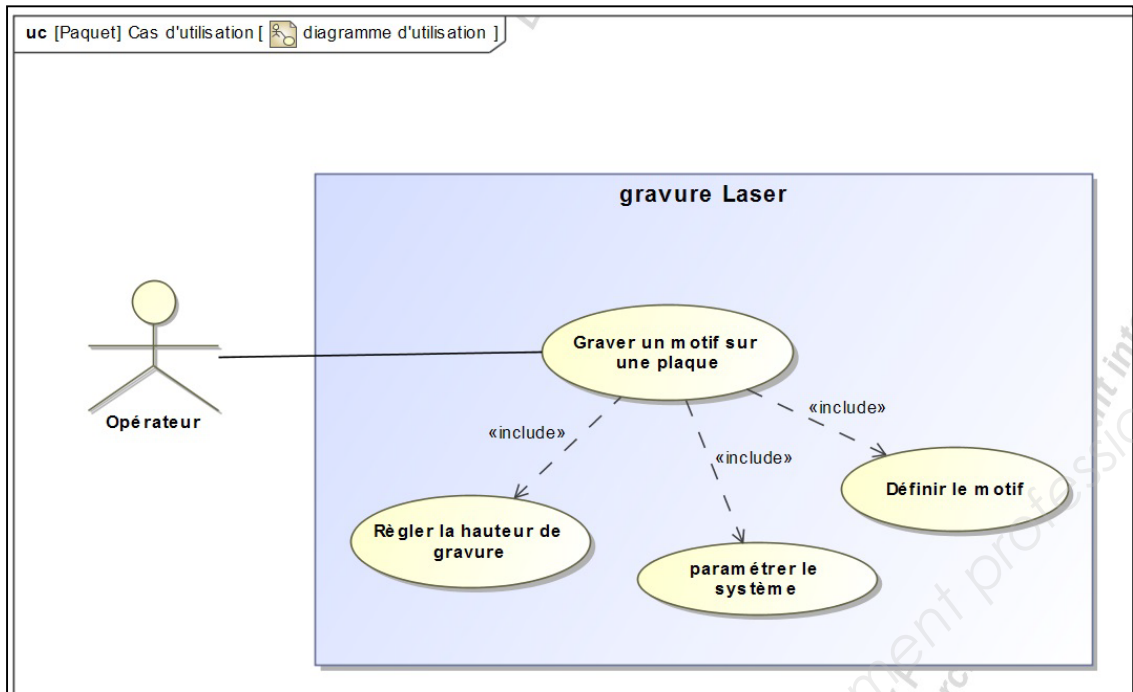 uc [Paquet] Cas d'utilisation [ diagramme d'utilisation ]
gravure Laser
Graver un motif sur
une plaque
Opérateur
«include»
«include»
«include»
Définir le motif
Règler la hauteur de
gravure
paramétrer le
système